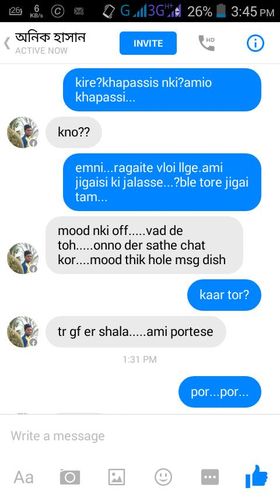 26
6
KB/s
G
3G
26%
3:45 PM
অনিক হাসান
ACTIVE NOW
INVITE
HD
kire?khapassis nki?amio
khapassi...
kno??
emni...ragaite vloi llge.ami
jigaisi ki jalasse...?ble tore jigai
tam...
mood nki off.....vad de
toh.....onno der sathe chat
kor....mood thik hole msg dish
kaar tor?
tr gf er shala.....ami portese
1:31 PM
por...por...
Write a message
Aa